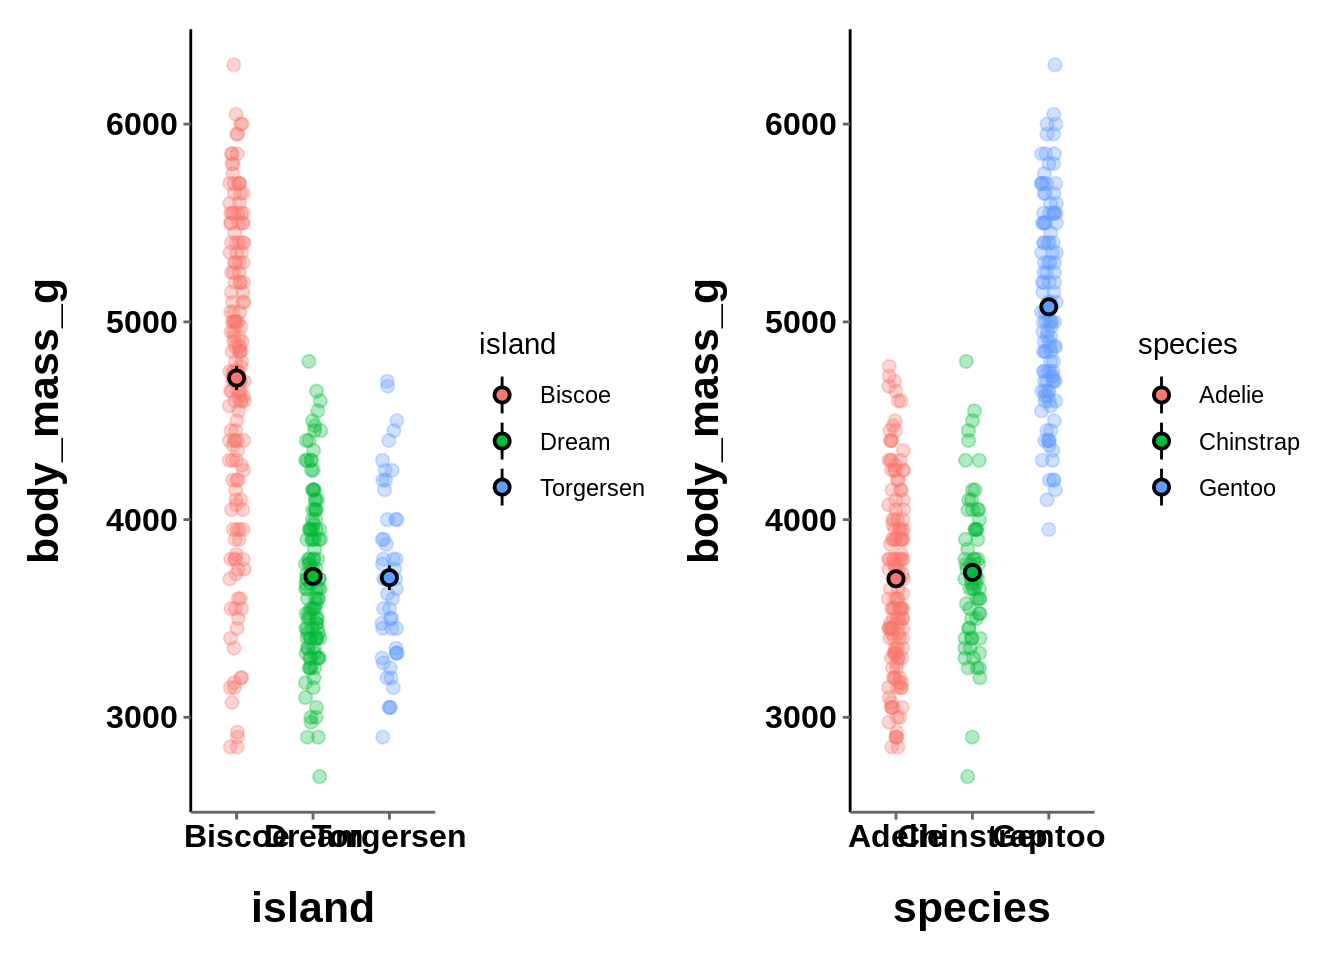 body_mass_g
6000
5000
4000
3000
Biscoe Dream Torgersen
island
island
Biscoe
Dream
Torgersen
body_mass_g
6000
5000
4000
3000
Adelie Chinstrap Gentoo
species
species
Adelie
Chinstrap
Gentoo